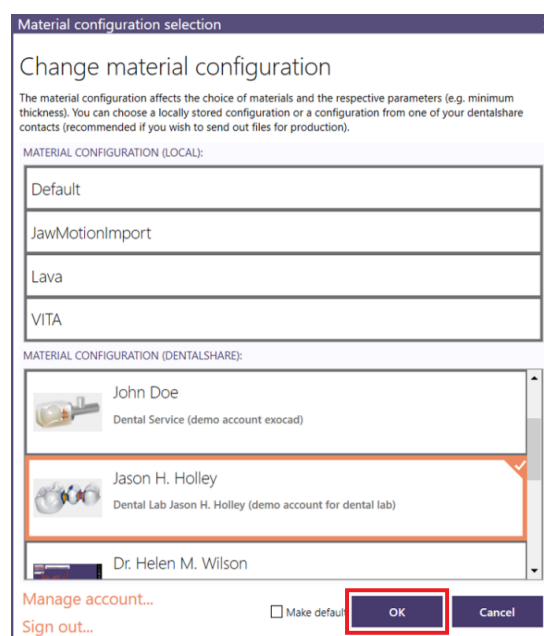 Material configuration selection
Change material configuration
The material configuration affects the choice of materials and the respective parameters (e.g. minimum
thickness). You can choose a locally stored configuration or a configuration from one of your dentalshare
contacts (recommended if you wish to send out files for production).
MATERIAL CONFIGURATION (LOCAL):
Default
JawMotionImport
Lava
VITA
MATERIAL CONFIGURATION (DENTALSHARE):
John Doe
Dental Service (demo account exocad)
Jason H. Holley
Dental Lab Jason H. Holley (demo account for dental lab)
Dr. Helen M. Wilson
Manage account...
Make default
OK
Cancel
Sign out...